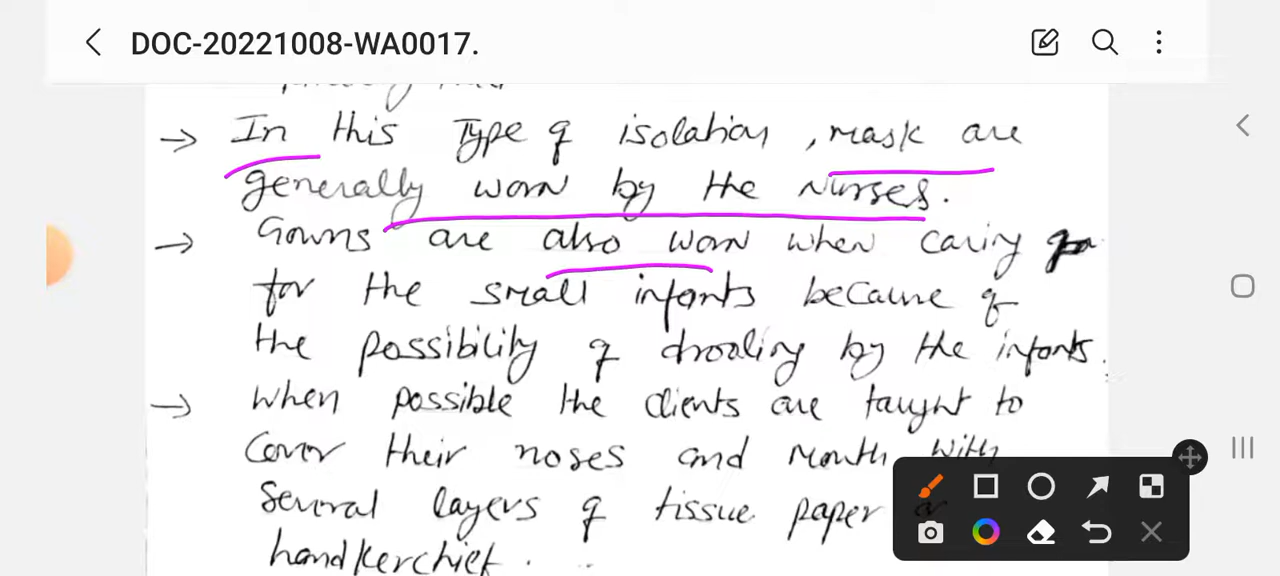 DOC-20221008-WA0017.
→ In this Type of isolation, mask are
generally worn by the Nurses.
→ Gowns are also worn when caring
for the small infants because of
the possibility of drooling by the infants.
→ When possible the clients are taught to
Cover their noses and Mouth with
Several layers of tissue paper or
handkerchief.